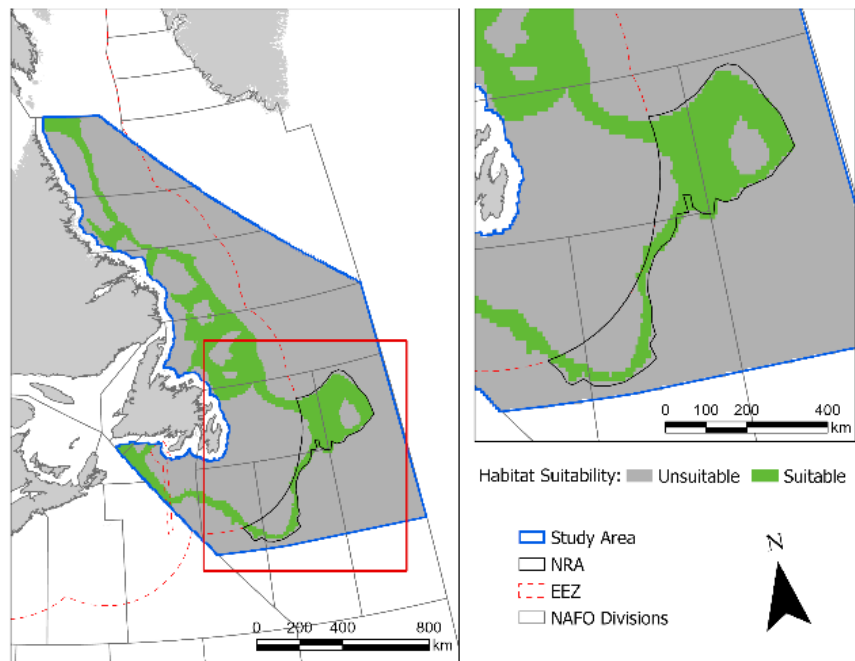 0 200 400 800
km
0 100 200 400
km
Habitat Suitability: Unsuitable Suitable
Study Area
NRA
EEZ
NAFO Divisions
N